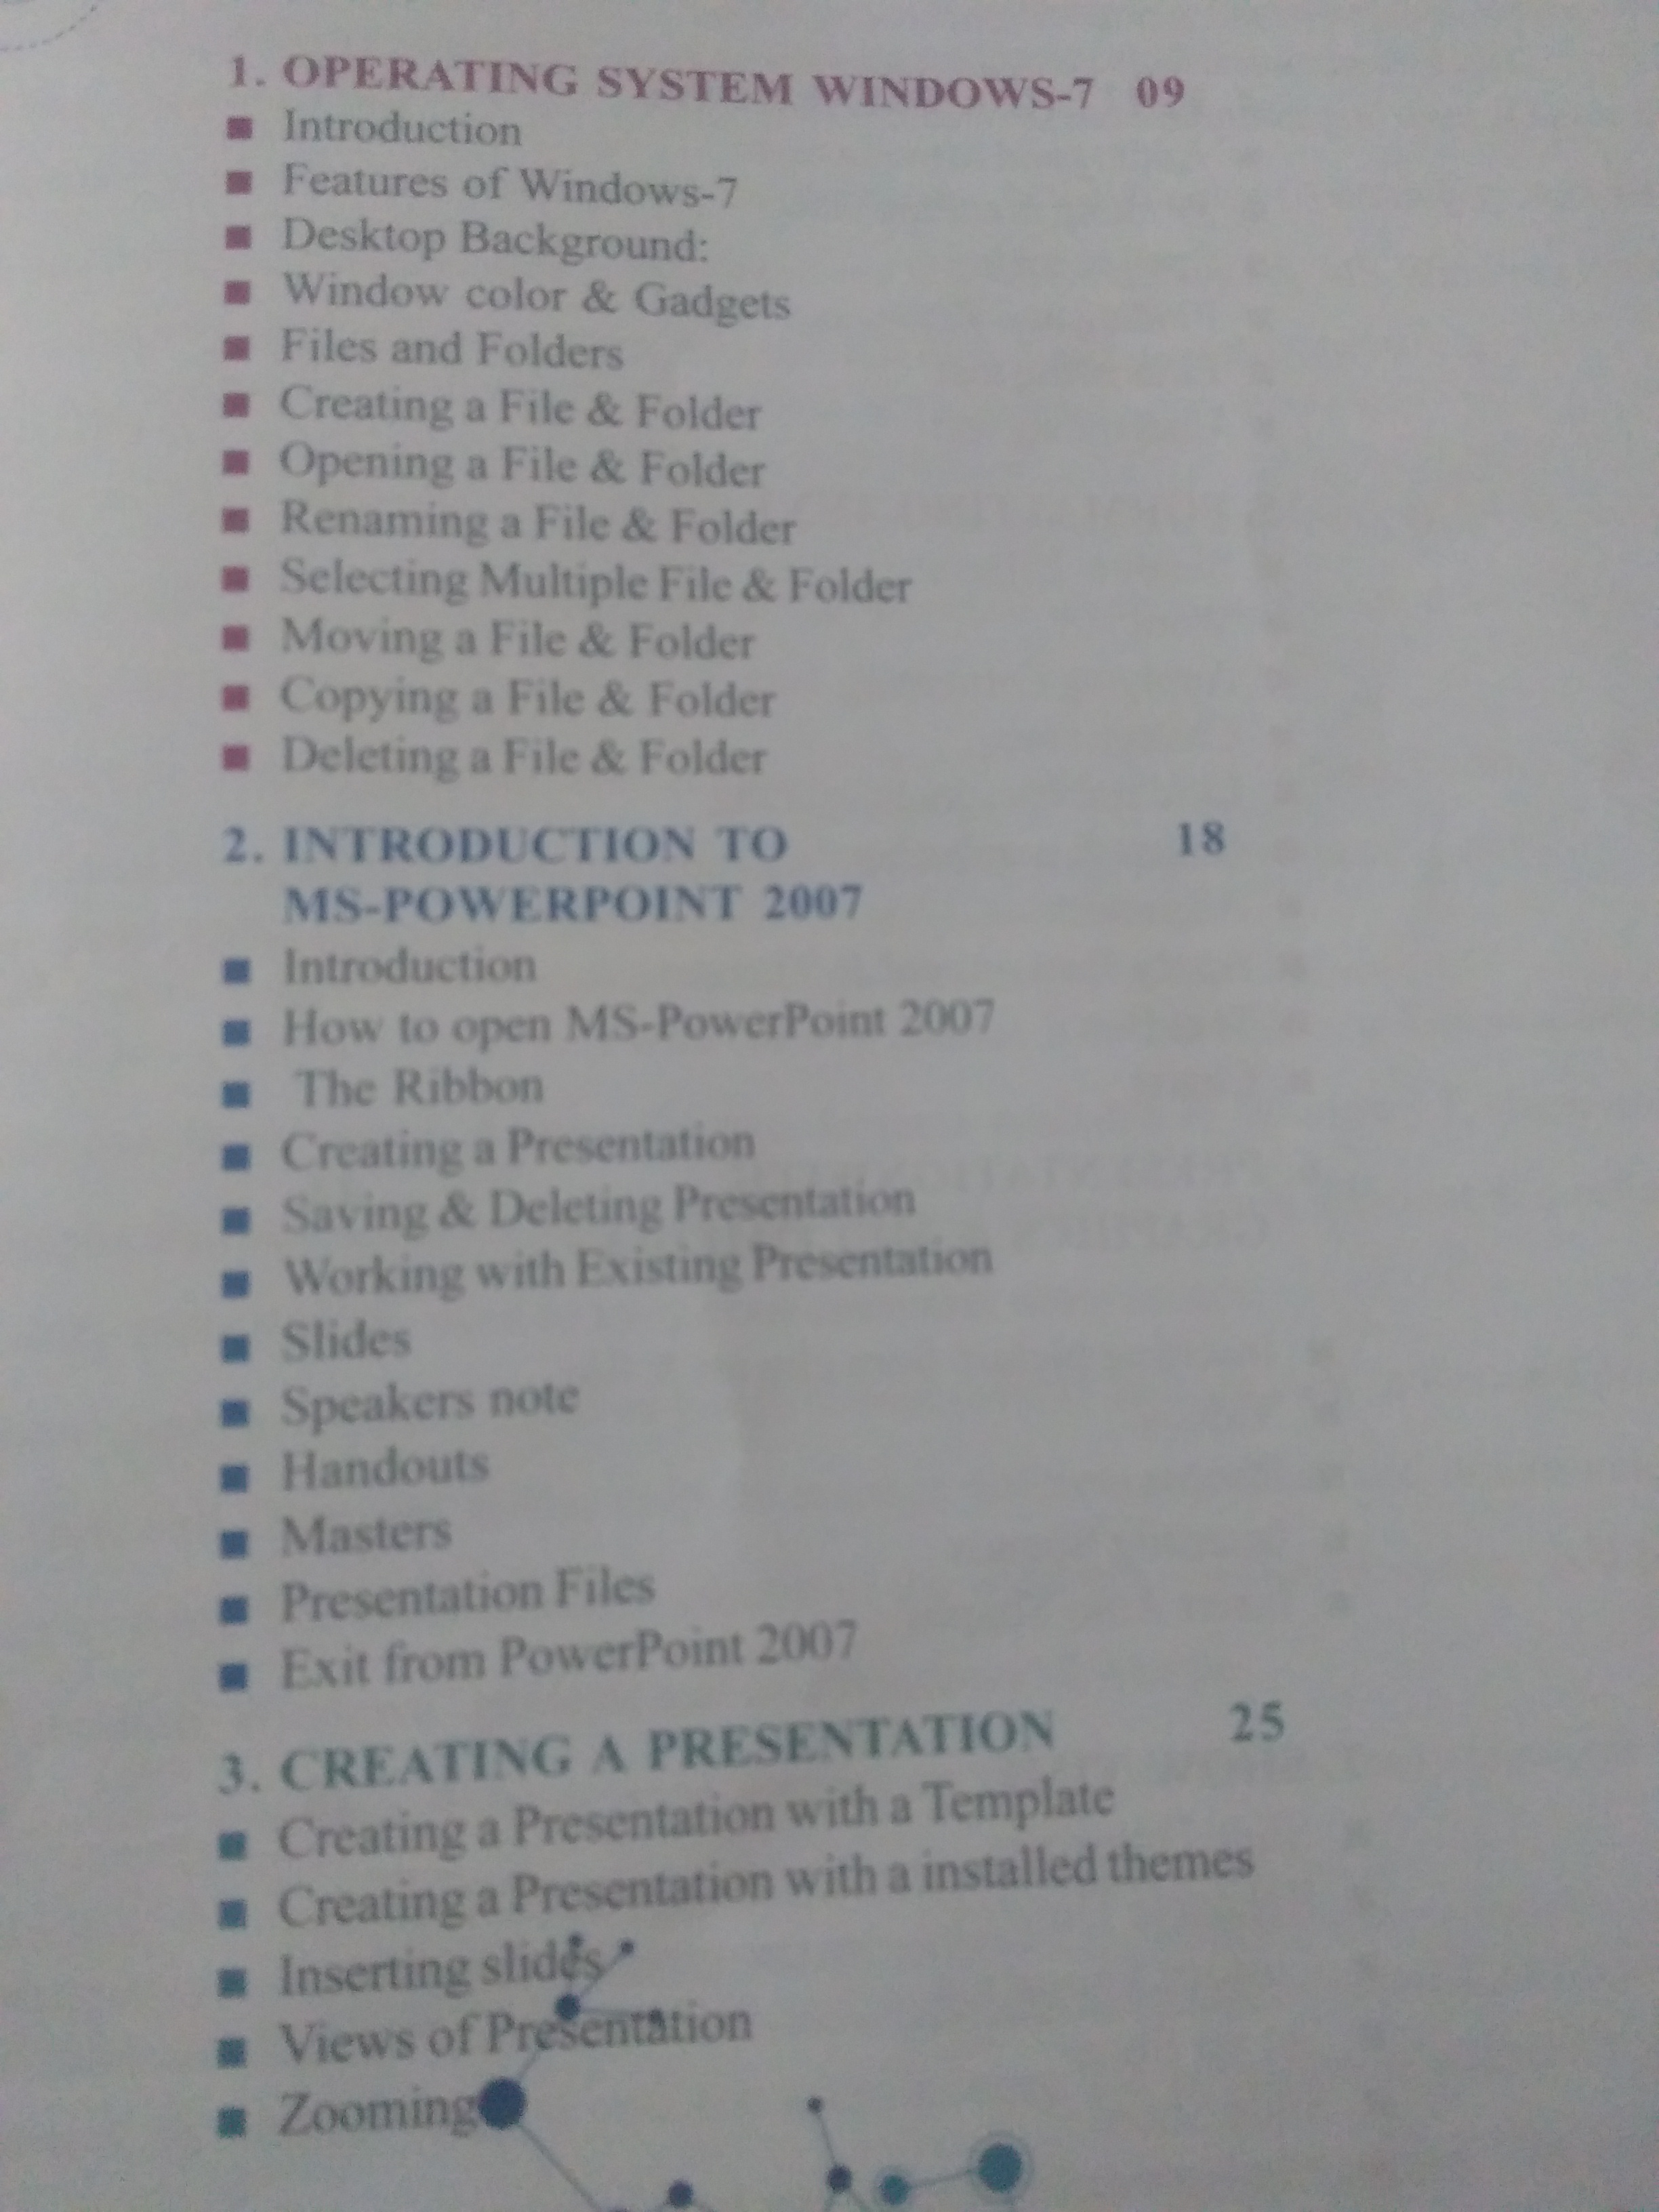 1. OPERATING SYSTEM WINDOWS-7 09
■ Introduction
■ Features of Windows-7
■ Desktop Background:
■ Window color & Gadgets
■ Files and Folders
■ Creating a File & Folder
■ Opening a File & Folder
■ Renaming a File & Folder
■ Selecting Multiple File & Folder
■ Moving a File & Folder
■ Copying a File & Folder
■ Deleting a File & Folder
2. INTRODUCTION TO 18
MS-POWERPOINT 2007
■ Introduction
■ How to open MS-PowerPoint 2007
■ The Ribbon
■ Creating a Presentation
■ Saving & Deleting Presentation
■ Working with Existing Presentation
■ Slides
■ Speakers note
■ Handouts
■ Masters
■ Presentation Files
■ Exit from PowerPoint 2007
3. CREATING A PRESENTATION 25
■ Creating a Presentation with a Template
■ Creating a Presentation with a installed themes
■ Inserting slides
■ Views of Presentation
■ Zooming